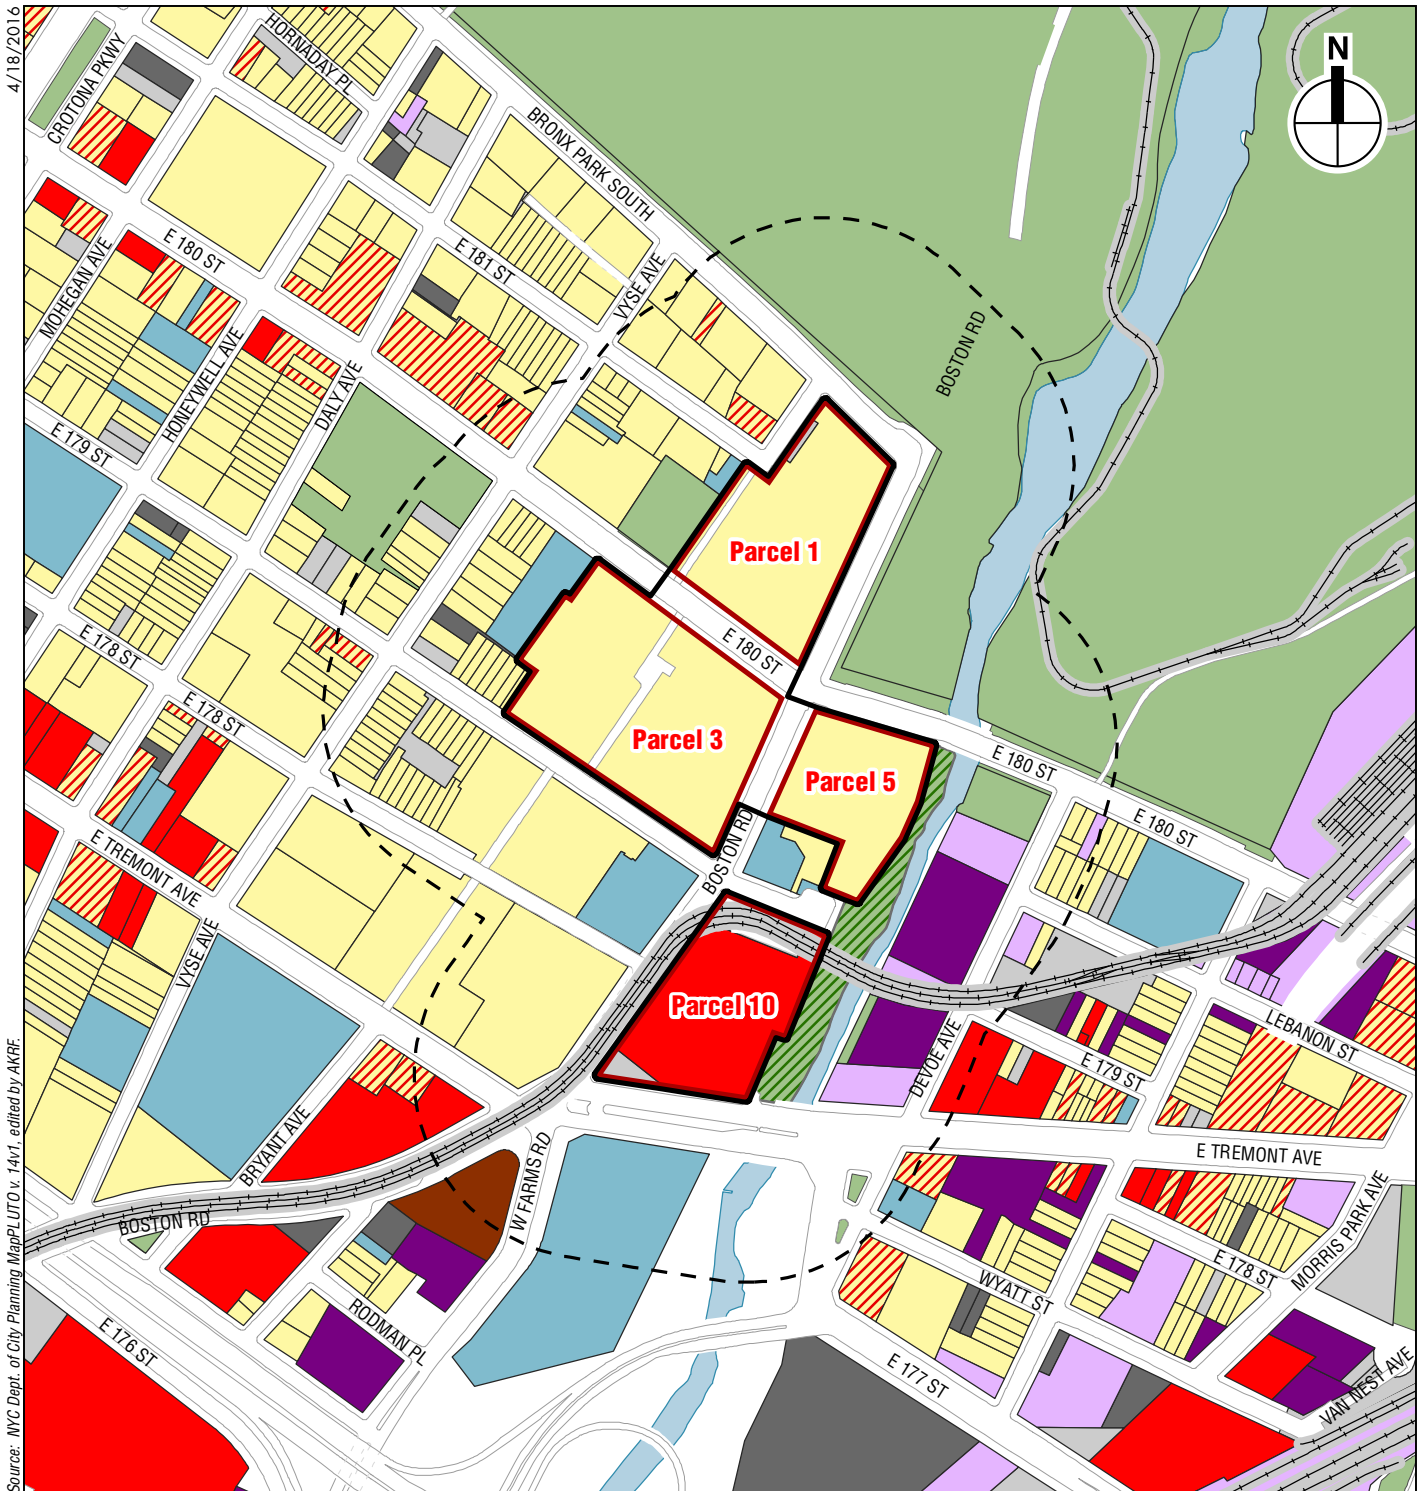 4/18/2016
N
HORNADAY PL
CROTONA PKWY
BRONX PARK SOUTH
E 180 ST
E 181 ST
MOHEGAN AVE
VYSE AVE
BOSTON RD
HONEYWELL AVE
DALY AVE
E 179 ST
Parcel 1
E 178 ST
E 180 ST
E 178 ST
Parcel 3
Parcel 5
E 180 ST
E 180 ST
BOSTON RD
E TREMONT AVE
VYSE AVE
Parcel 10
LEBANON ST
DEVOE AVE
E 179 ST
BRYANT AVE
E TREMONT AVE
W FARMS RD
BOSTON RD
MORRIS PARK AVE
E 178 ST
WYATT ST
RODMAN PL
E 176 ST
E 177 ST
VAN NEST AVE
Source: NYC Dept. of City Planning MapPLUTO v. 14v1, edited by AKRF.